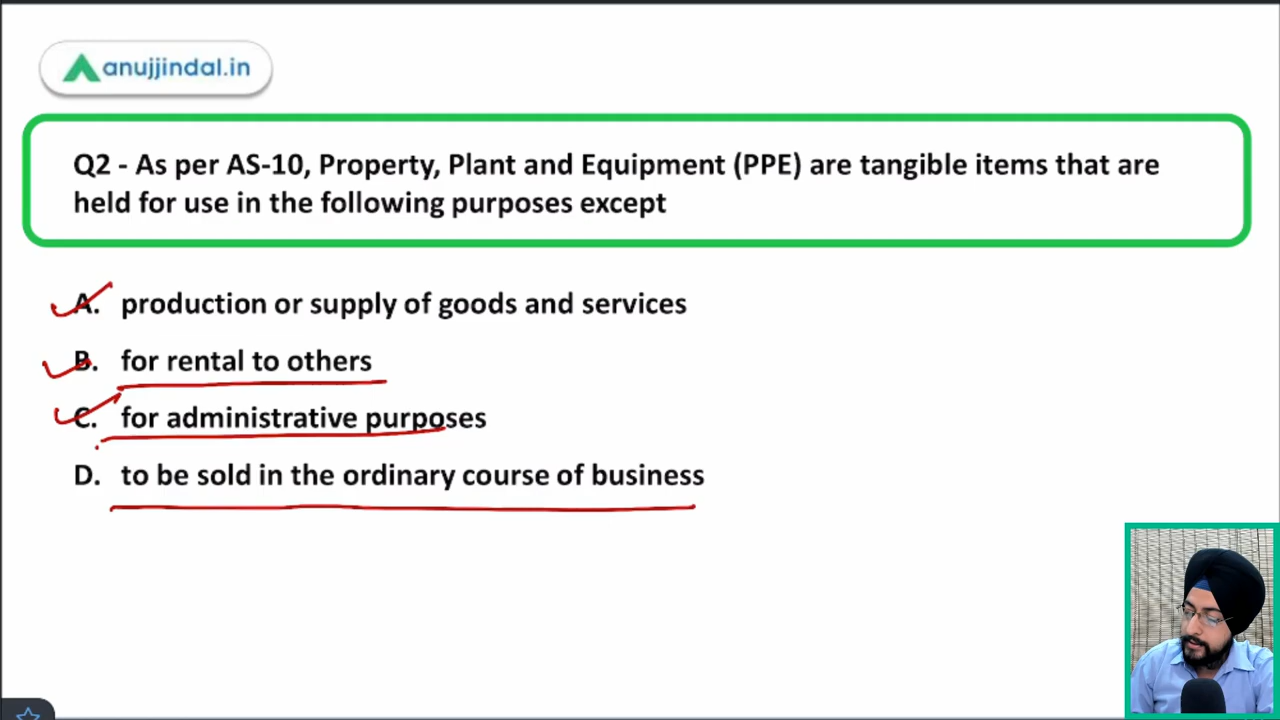 anujjindal.in
Q2 - As per AS-10, Property, Plant and Equipment (PPE) are tangible items that are
held for use in the following purposes except
A. production or supply of goods and services
B. for rental to others
C. for administrative purposes
D. to be sold in the ordinary course of business